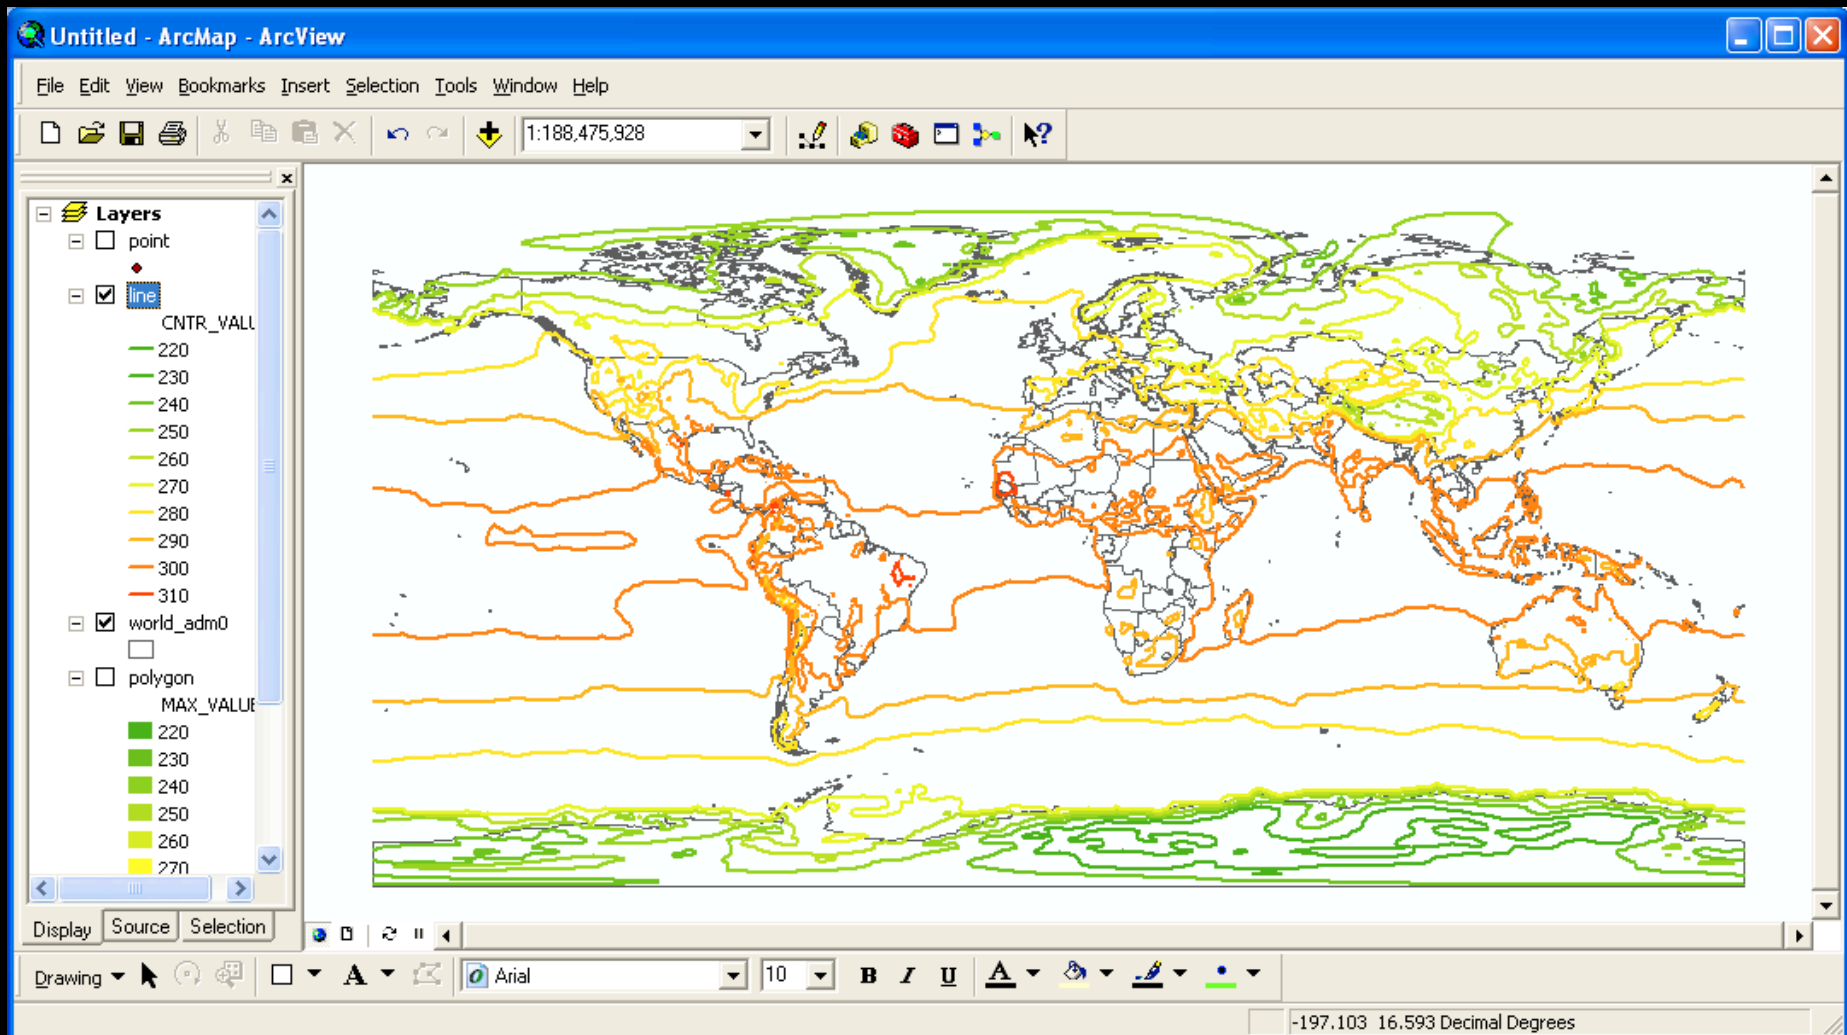 Untitled - ArcMap - ArcView
File Edit View Bookmarks Insert Selection Tools Window Help
1:188,475,928
Layers
point
line
CNTR_VALU
220
230
240
250
260
270
280
290
300
310
world_adm0
polygon
MAX_VALUE
220
230
240
250
260
270
Display Source Selection
Drawing A Arial 10 B I U A
-197.103 16.593 Decimal Degrees